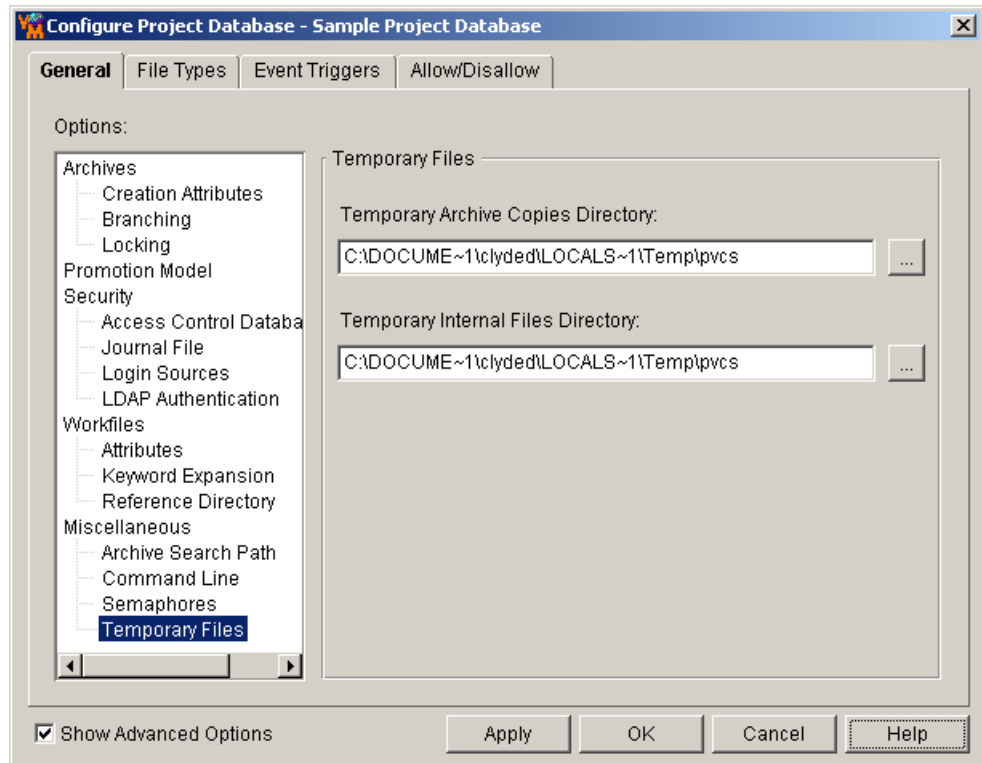 Configure Project Database - Sample Project Database
General File Types Event Triggers Allow/Disallow
Options:
Archives
Creation Attributes
Branching
Locking
Promotion Model
Security
Access Control Databa
Journal File
Login Sources
LDAP Authentication
Workfiles
Attributes
Keyword Expansion
Reference Directory
Miscellaneous
Archive Search Path
Command Line
Semaphores
Temporary Files
Temporary Files
Temporary Archive Copies Directory:
C:\DOCUME~1\clyded\LOCALS~1\Temp\pvcs
...
Temporary Internal Files Directory:
C:\DOCUME~1\clyded\LOCALS~1\Temp\pvcs
...
Show Advanced Options
Apply OK Cancel Help